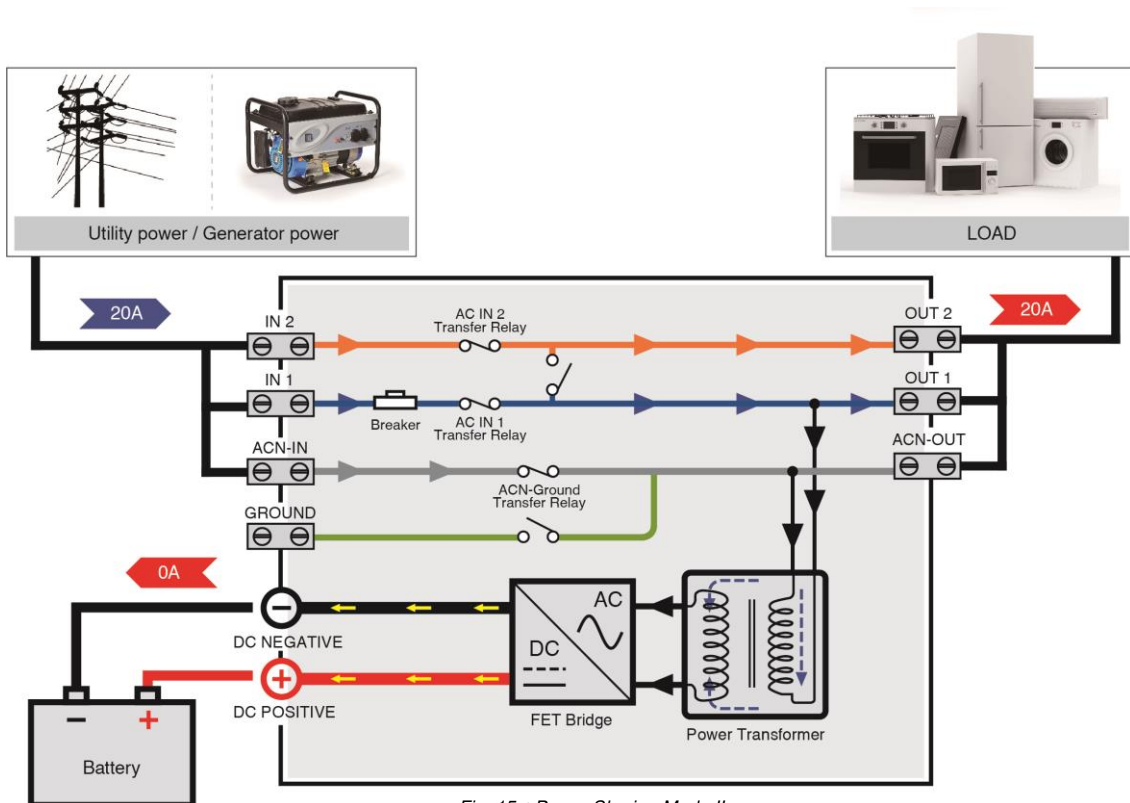 Utility power / Generator power
LOAD
20A
20A
IN 2
AC IN 2
Transfer Relay
OUT 2
IN 1
Breaker
AC IN 1
Transfer Relay
OUT 1
ACN-IN
ACN-Ground
Transfer Relay
ACN-OUT
GROUND
0A
DC NEGATIVE
DC POSITIVE
AC
DC
FET Bridge
Power Transformer
Battery